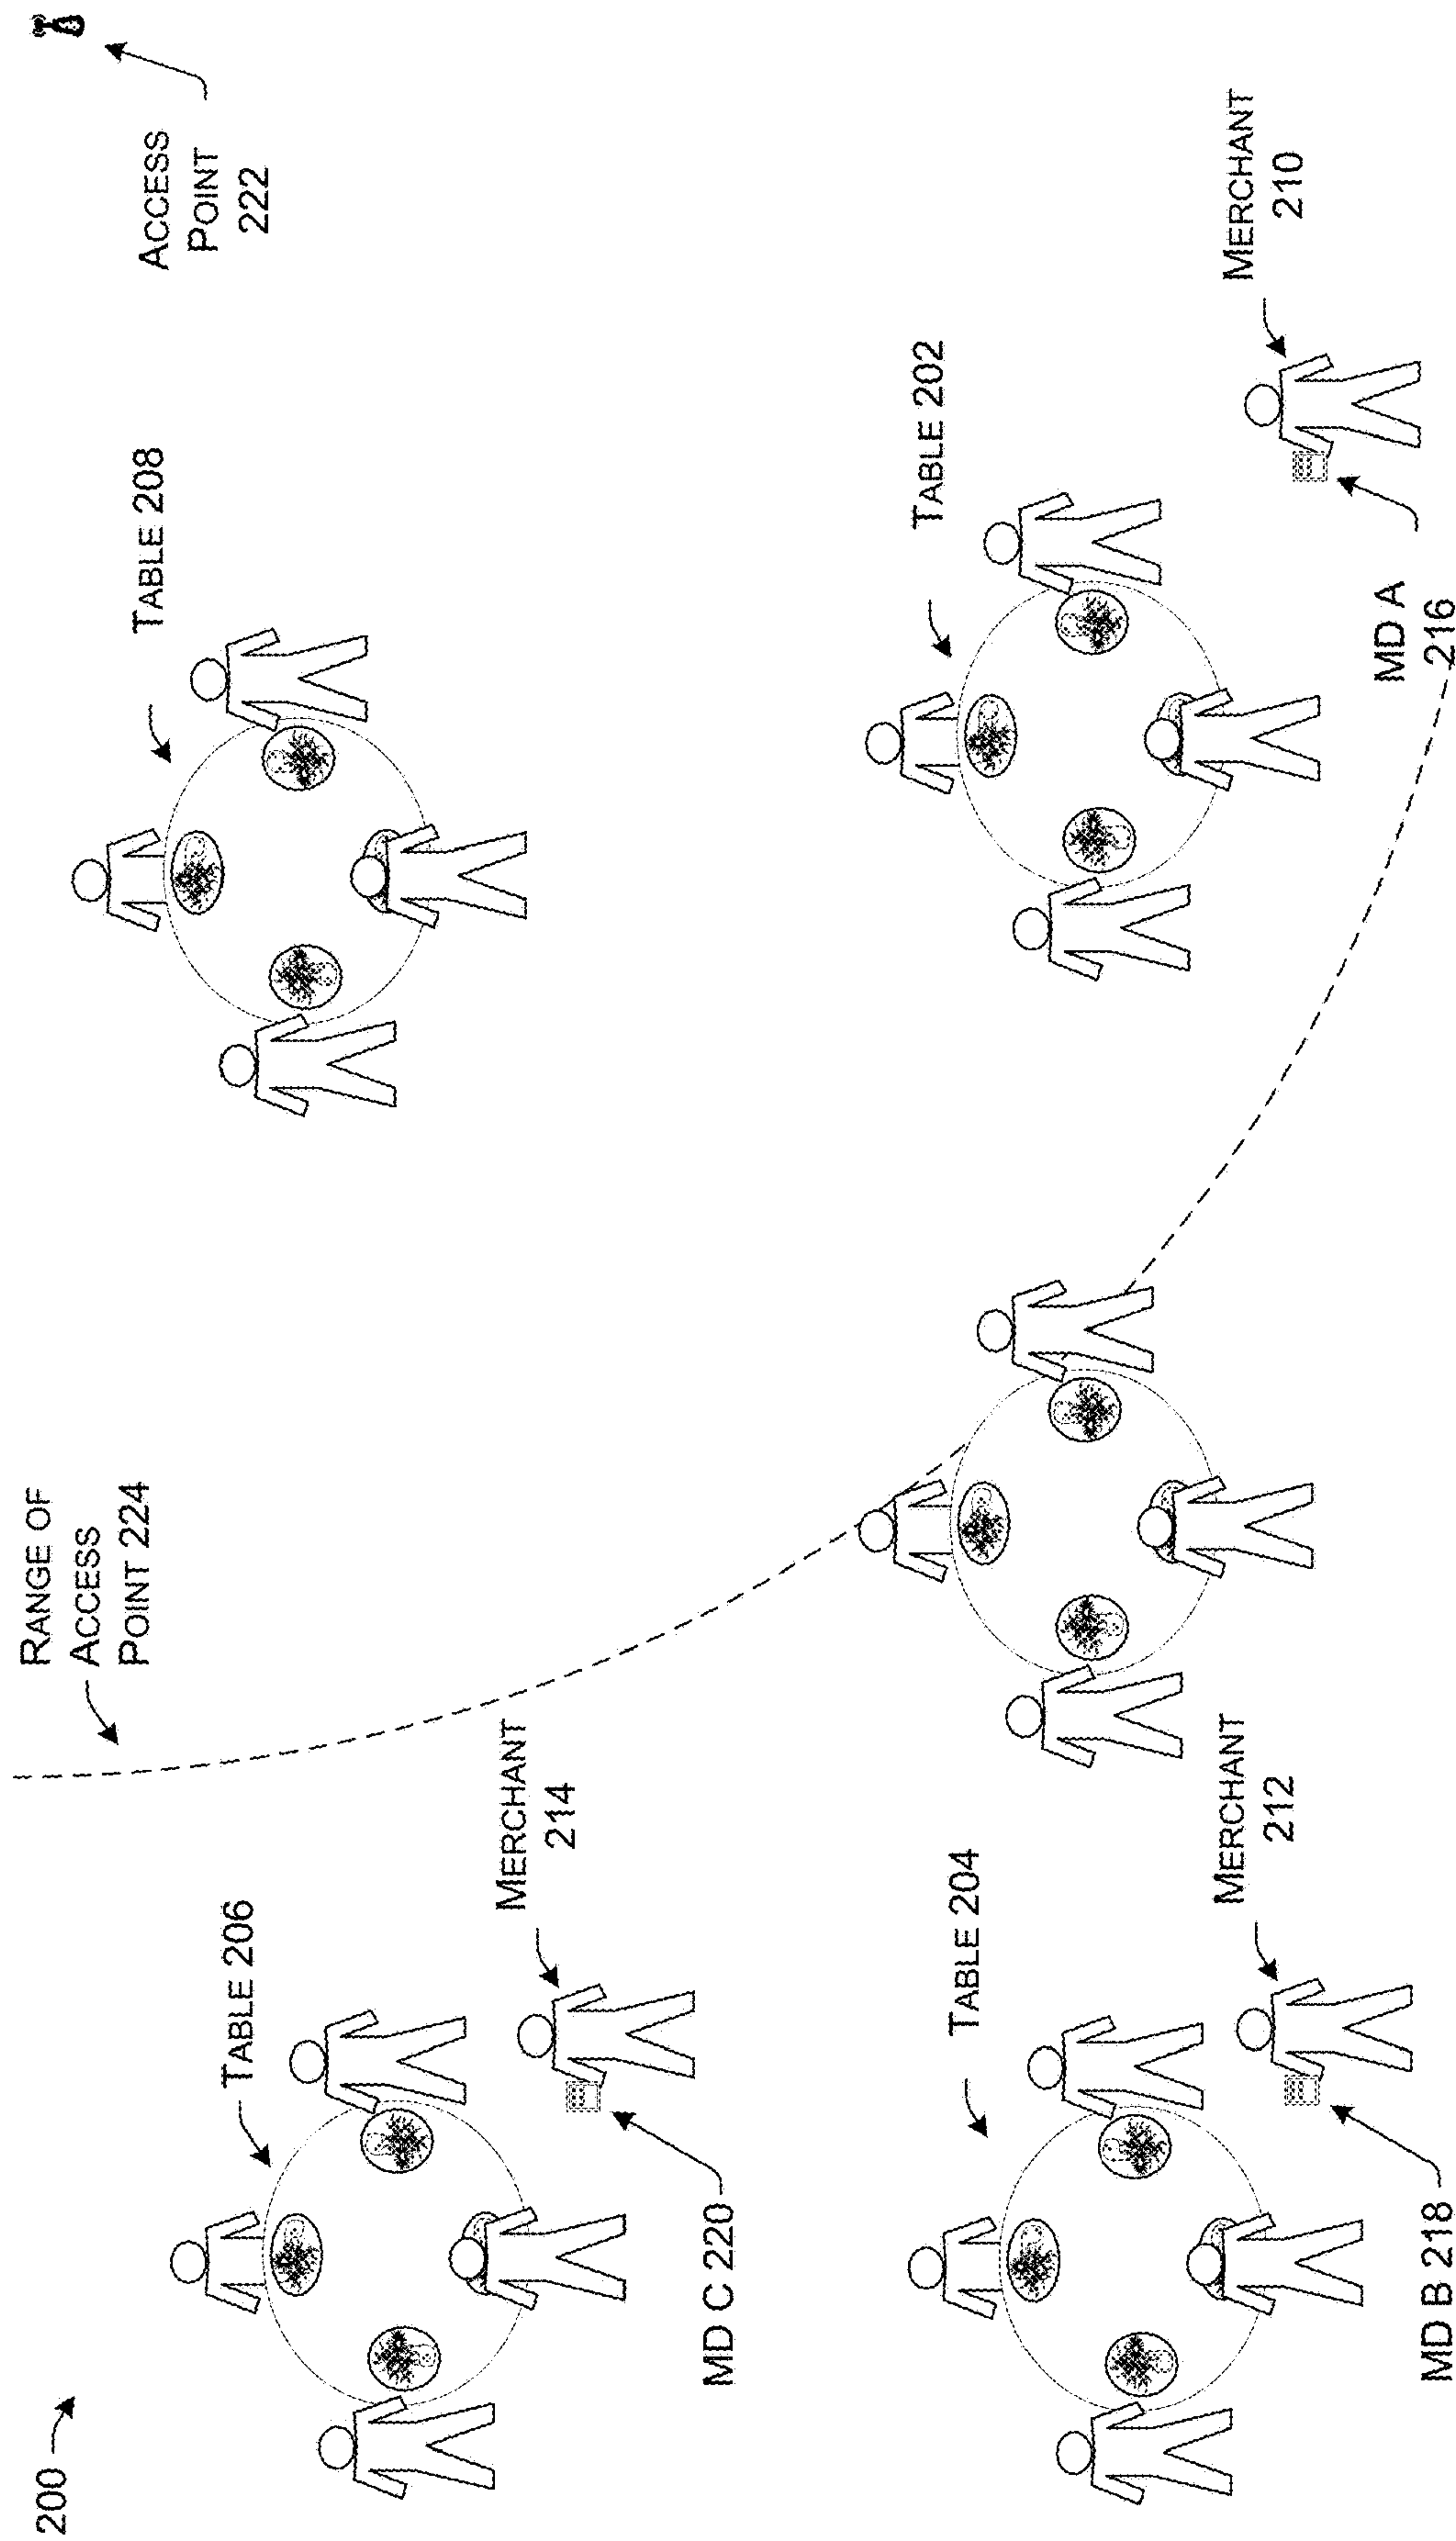 200
RANGE OF
ACCESS
POINT 224
TABLE 208
ACCESS
POINT
222
TABLE 206
MERCHANT
214
MD C 220
TABLE 204
MERCHANT
212
MD B 218
TABLE 202
MERCHANT
210
MD A
216